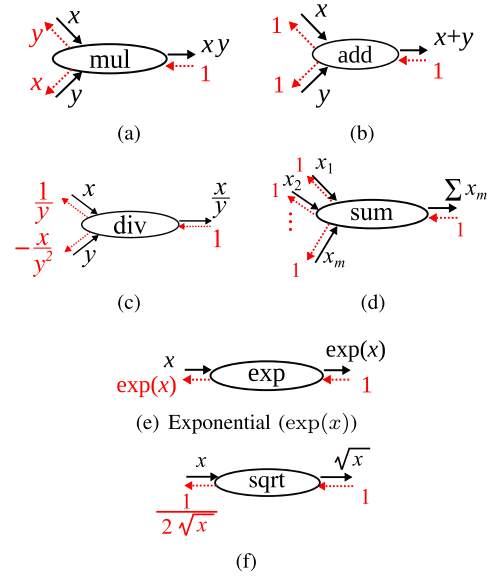 x
y
mul
xy
1
x
y
(a)
x
1
add
x+y
1
1
y
(b)
1/y
x
div
x/y
1
-x/y²
y
(c)
1
x₁
1
x₂
sum
∑ xₘ
1
⋮
1
xₘ
(d)
x
exp
exp(x)
exp(x)
1
(e) Exponential (exp(x))
x
sqrt
√x
1
1/(2√x)
(f)